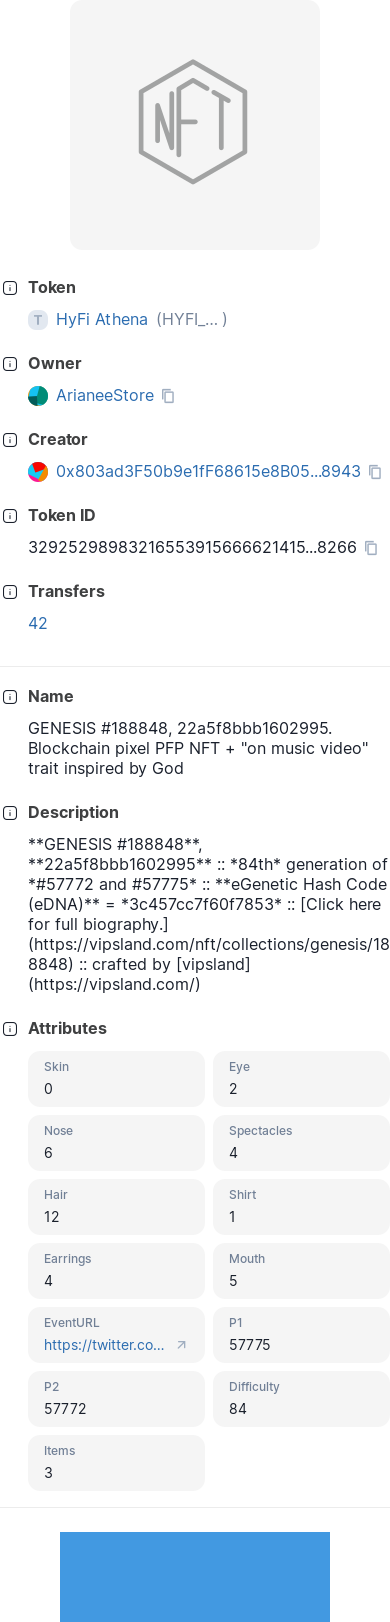 NFT
Token
T HyFi Athena (HYFI_... )
Owner
ArianeeStore
Creator
0x803ad3F50b9e1fF68615e8B05...8943
Token ID
32925298983216553915666621415...8266
Transfers
42
Name
GENESIS #188848, 22a5f8bbb1602995.
Blockchain pixel PFP NFT + "on music video"
trait inspired by God
Description
**GENESIS #188848**,
**22a5f8bbb1602995** :: *84th* generation of
*#57772 and #57775* :: **eGenetic Hash Code
(eDNA)** = *3c457cc7f60f7853* :: [Click here
for full biography.]
(https://vipsland.com/nft/collections/genesis/18
8848) :: crafted by [vipsland]
(https://vipsland.com/)
Attributes
Skin Eye
0 2
Nose Spectacles
6 4
Hair Shirt
12 1
Earrings Mouth
4 5
EventURL P1
https://twitter.co... 57775
P2 Difficulty
57772 84
Items
3